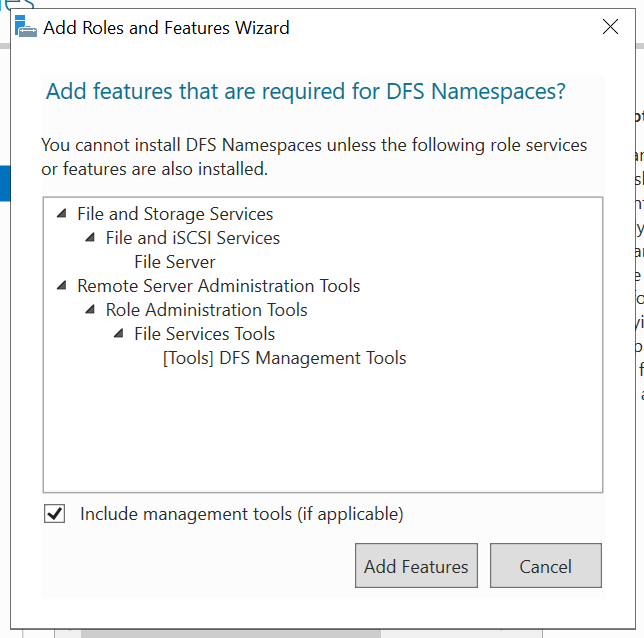 Add Roles and Features Wizard
Add features that are required for DFS Namespaces?
You cannot install DFS Namespaces unless the following role services
or features are also installed.
File and Storage Services
File and iSCSI Services
File Server
Remote Server Administration Tools
Role Administration Tools
File Services Tools
[Tools] DFS Management Tools
Include management tools (if applicable)
Add Features
Cancel